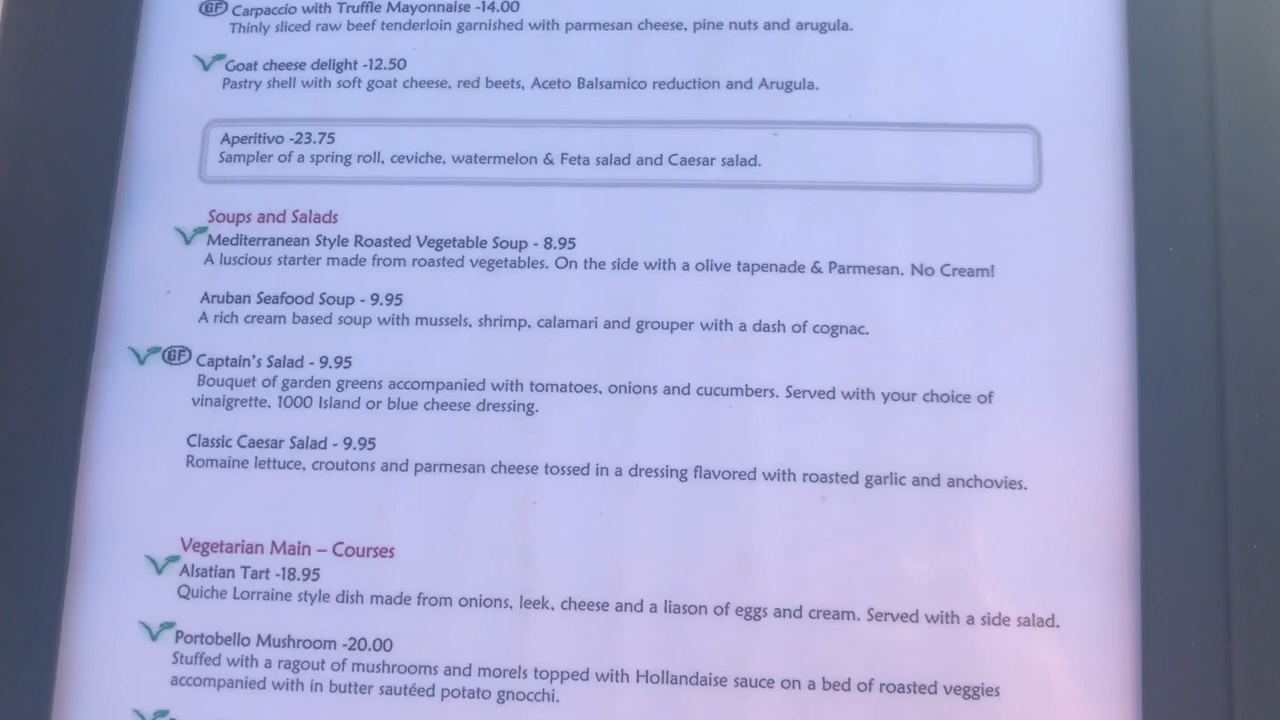 GF Carpaccio with Truffle Mayonnaise -14.00
Thinly sliced raw beef tenderloin garnished with parmesan cheese, pine nuts and arugula.
Goat cheese delight -12.50
Pastry shell with soft goat cheese, red beets, Aceto Balsamico reduction and Arugula.
Aperitivo -23.75
Sampler of a spring roll, ceviche, watermelon & Feta salad and Caesar salad.
Soups and Salads
Mediterranean Style Roasted Vegetable Soup - 8.95
A luscious starter made from roasted vegetables. On the side with a olive tapenade & Parmesan. No Cream!
Aruban Seafood Soup - 9.95
A rich cream based soup with mussels, shrimp, calamari and grouper with a dash of cognac.
GF Captain's Salad - 9.95
Bouquet of garden greens accompanied with tomatoes, onions and cucumbers. Served with your choice of
vinaigrette, 1000 Island or blue cheese dressing.
Classic Caesar Salad - 9.95
Romaine lettuce, croutons and parmesan cheese tossed in a dressing flavored with roasted garlic and anchovies.
Vegetarian Main – Courses
Alsatian Tart -18.95
Quiche Lorraine style dish made from onions, leek, cheese and a liason of eggs and cream. Served with a side salad.
Portobello Mushroom -20.00
Stuffed with a ragout of mushrooms and morels topped with Hollandaise sauce on a bed of roasted veggies
accompanied with in butter sautéed potato gnocchi.